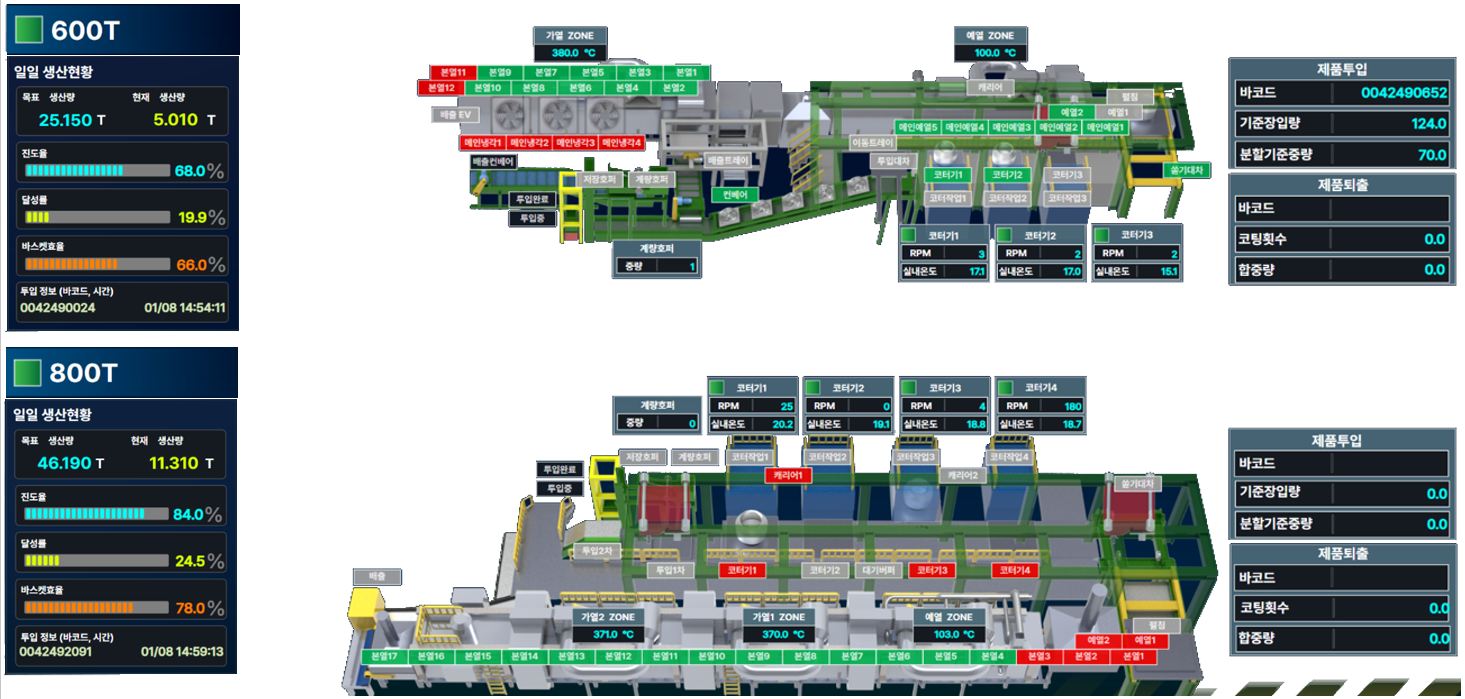 600T
일일 생산현황
목표 생산량 현재 생산량
25.150 T 5.010 T
진도율
68.0%
달성률
19.9%
바스켓효율
66.0%
투입 정보 (바코드, 시간)
0042490024 01/08 14:54:11
가열 ZONE
380.0 °C
예열 ZONE
100.0 °C
본열11 본열9 본열7 본열5 본열3 본열1
본열12 본열10 본열8 본열6 본열4 본열2
배출 EV
캐리어
펼침
예열2 예열1
메인예열5 메인예열4 메인예열3 메인예열2 메인예열1
메인냉각1 메인냉각2 메인냉각3 메인냉각4
이동트레이
배출컨베어
배출트레이
투입대차
쏟기대차
저장호퍼 계량호퍼
코터기1 코터기2 코터기3
컨베어
투입완료
코터작업1 코터작업2 코터작업3
투입중
계량호퍼
중량 1
코터기1
RPM 3
실내온도 17.1
코터기2
RPM 2
실내온도 17.0
코터기3
RPM 2
실내온도 15.1
제품투입
바코드 0042490652
기준장입량 124.0
분할기준중량 70.0
제품퇴출
바코드
코팅횟수 0.0
합중량 0.0
800T
일일 생산현황
목표 생산량 현재 생산량
46.190 T 11.310 T
진도율
84.0%
달성률
24.5%
바스켓효율
78.0%
투입 정보 (바코드, 시간)
0042492091 01/08 14:59:13
계량호퍼
중량 0
코터기1
RPM 25
실내온도 20.2
코터기2
RPM 0
실내온도 19.1
코터기3
RPM 4
실내온도 18.8
코터기4
RPM 180
실내온도 18.7
저장호퍼 계량호퍼 코터작업1 코터작업2 코터작업3 코터작업4
투입완료
투입중
캐리어1 캐리어2
쏟기대차
투입2차
투입1차 코터기1 코터기2 대기버퍼 코터기3 코터기4
배출
가열2 ZONE
371.0 °C
가열1 ZONE
370.0 °C
예열 ZONE
103.0 °C
펼침
예열2 예열1
본열17 본열16 본열15 본열14 본열13 본열12 본열11 본열10 본열9 본열8 본열7 본열6 본열5 본열4 본열3 본열2 본열1
제품투입
바코드
기준장입량 0.0
분할기준중량 0.0
제품퇴출
바코드
코팅횟수 0.0
합중량 0.0